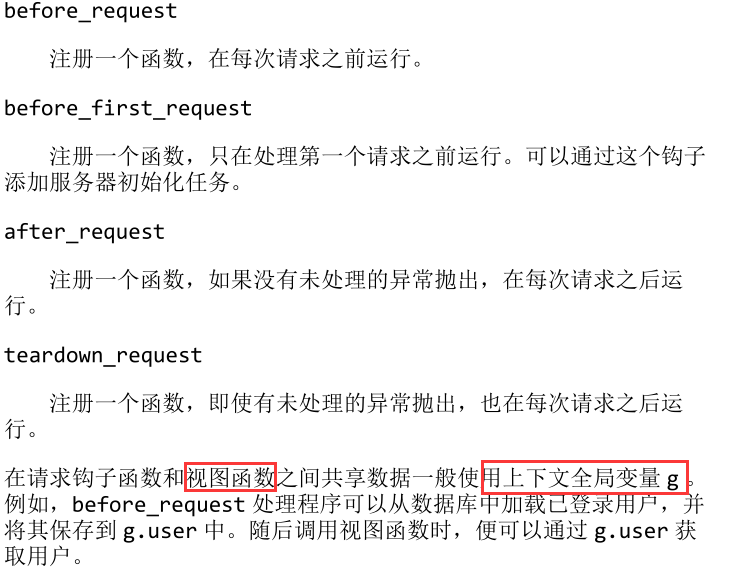 before_request
注册一个函数，在每次请求之前运行。
before_first_request
注册一个函数，只在处理第一个请求之前运行。可以通过这个钩子
添加服务器初始化任务。
after_request
注册一个函数，如果没有未处理的异常抛出，在每次请求之后运
行。
teardown_request
注册一个函数，即使有未处理的异常抛出，也在每次请求之后运
行。
在请求钩子函数和视图函数之间共享数据一般使用上下文全局变量 g 。
例如，before_request 处理程序可以从数据库中加载已登录用户，并
将其保存到 g.user 中。随后调用视图函数时，便可以通过 g.user 获
取用户。